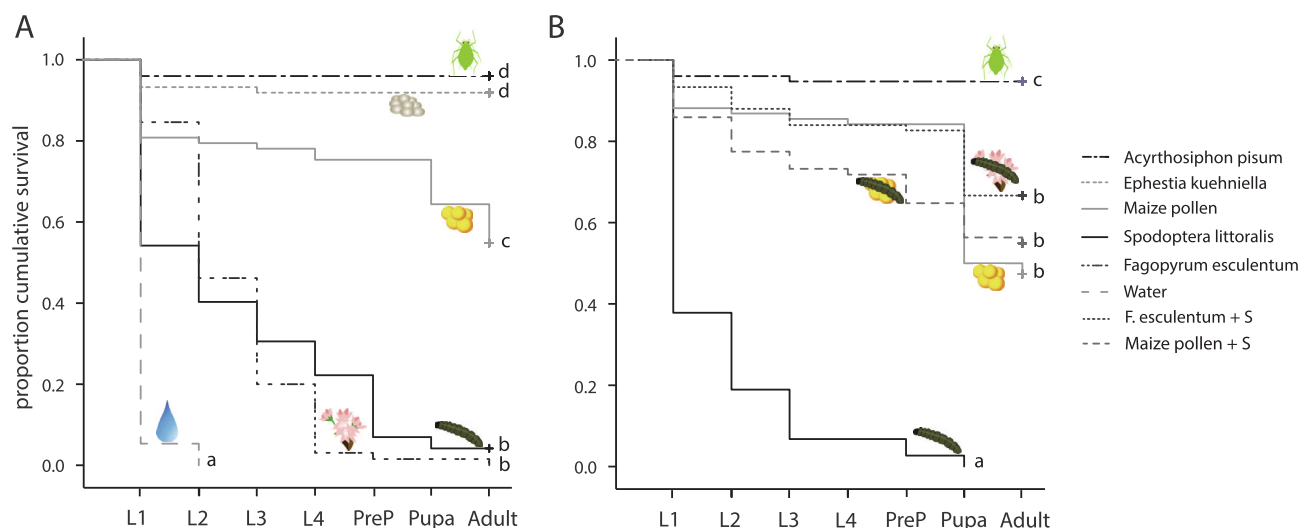 A
B
proportion cumulative survival
1.0
0.8
0.6
0.4
0.2
0.0
d
d
c
b
b
a
L1 L2 L3 L4 PreP Pupa Adult
1.0
0.8
0.6
0.4
0.2
0.0
c
b
b
b
a
L1 L2 L3 L4 PreP Pupa Adult
Acyrthosiphon pisum
Ephestia kuehniella
Maize pollen
Spodoptera littoralis
Fagopyrum esculentum
Water
F. esculentum + S
Maize pollen + S